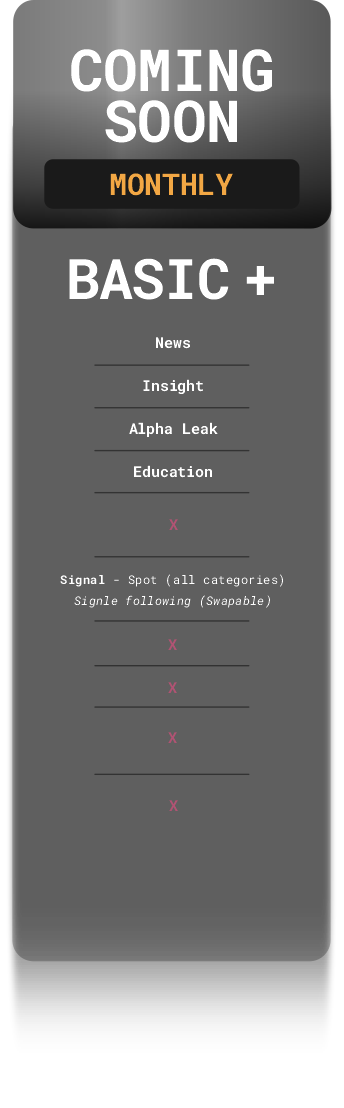 COMING
SOON
MONTHLY
BASIC +
News
Insight
Alpha Leak
Education
X
Signal - Spot (all categories)
Signle following (Swapable)
X
X
X
X